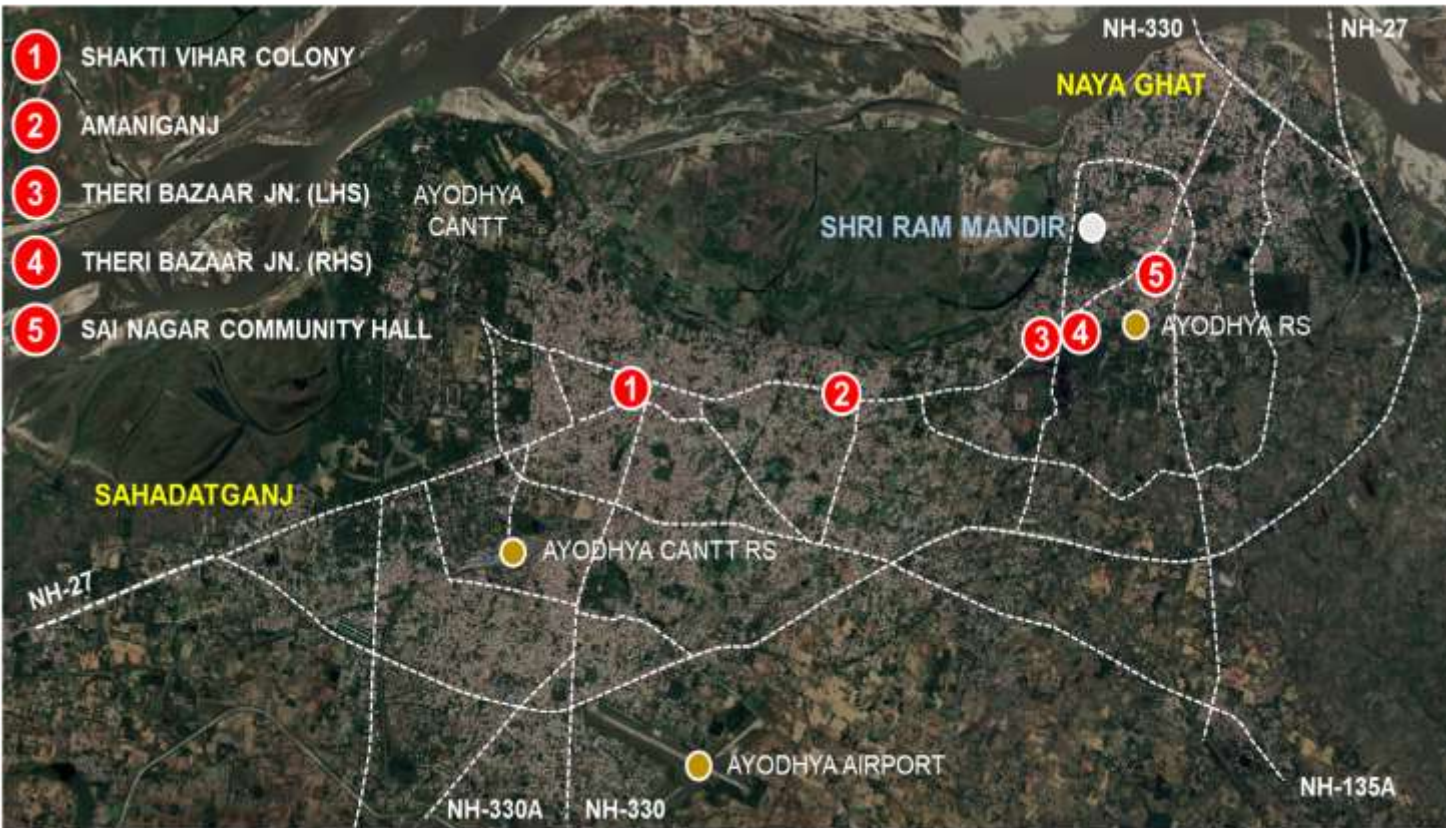 1 SHAKTI VIHAR COLONY
2 AMANIGANJ
3 THERI BAZAAR JN. (LHS)
4 THERI BAZAAR JN. (RHS)
5 SAI NAGAR COMMUNITY HALL
NH-330
NH-27
NAYA GHAT
AYODHYA
CANTT
SHRI RAM MANDIR
5
3
4
AYODHYA RS
1
2
SAHADATGANJ
AYODHYA CANTT RS
NH-27
AYODHYA AIRPORT
NH-330A
NH-330
NH-135A